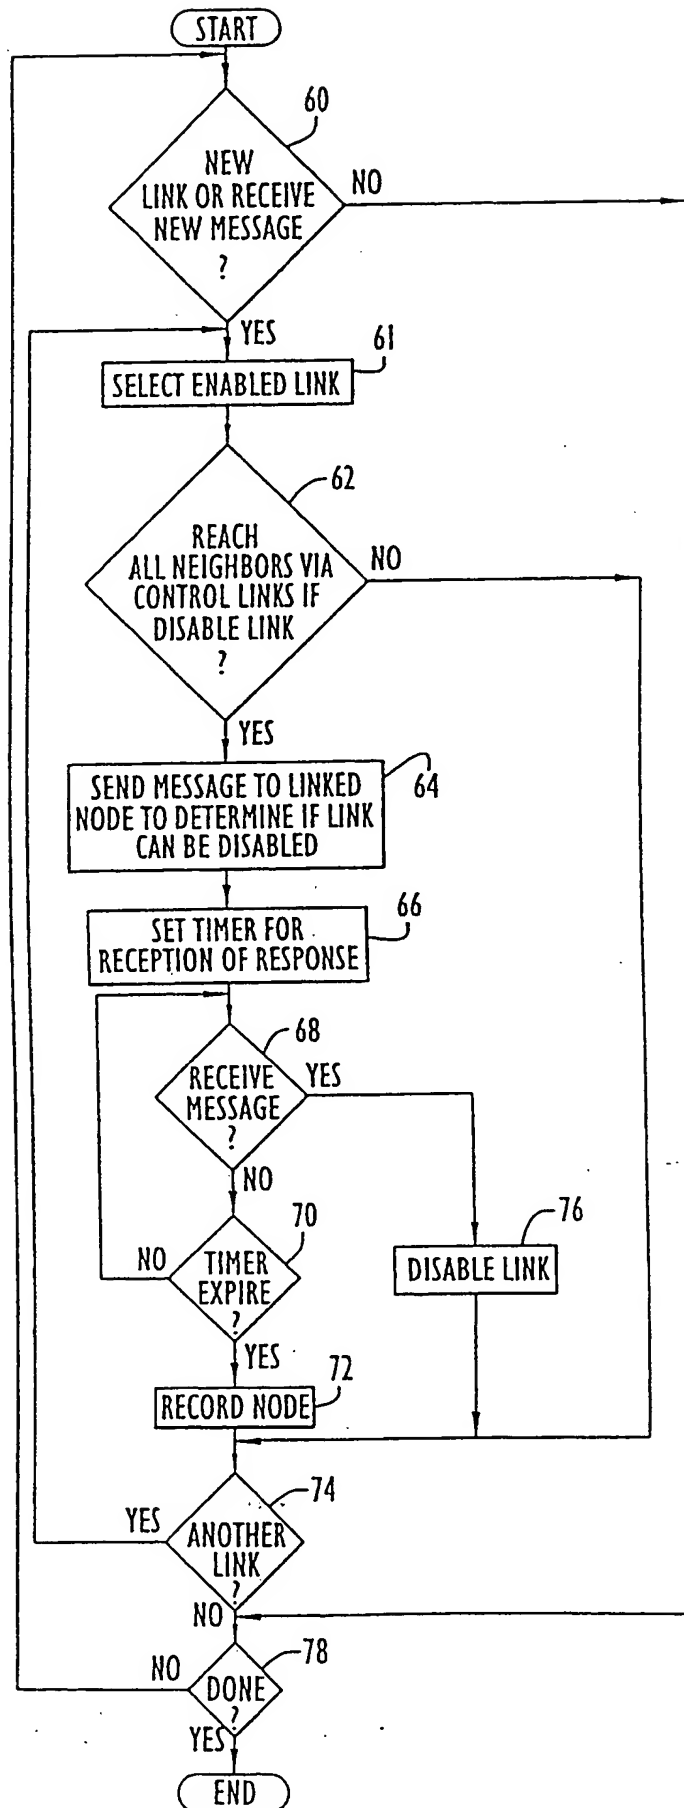 START
60
NEW
LINK OR RECEIVE
NEW MESSAGE
?
NO
YES
61
SELECT ENABLED LINK
62
REACH
ALL NEIGHBORS VIA
CONTROL LINKS IF
DISABLE LINK
?
NO
YES
64
SEND MESSAGE TO LINKED
NODE TO DETERMINE IF LINK
CAN BE DISABLED
66
SET TIMER FOR
RECEPTION OF RESPONSE
68
RECEIVE
MESSAGE
?
YES
NO
70
TIMER
EXPIRE
?
NO
YES
76
DISABLE LINK
72
RECORD NODE
74
ANOTHER
LINK
?
YES
NO
78
DONE
?
NO
YES
END